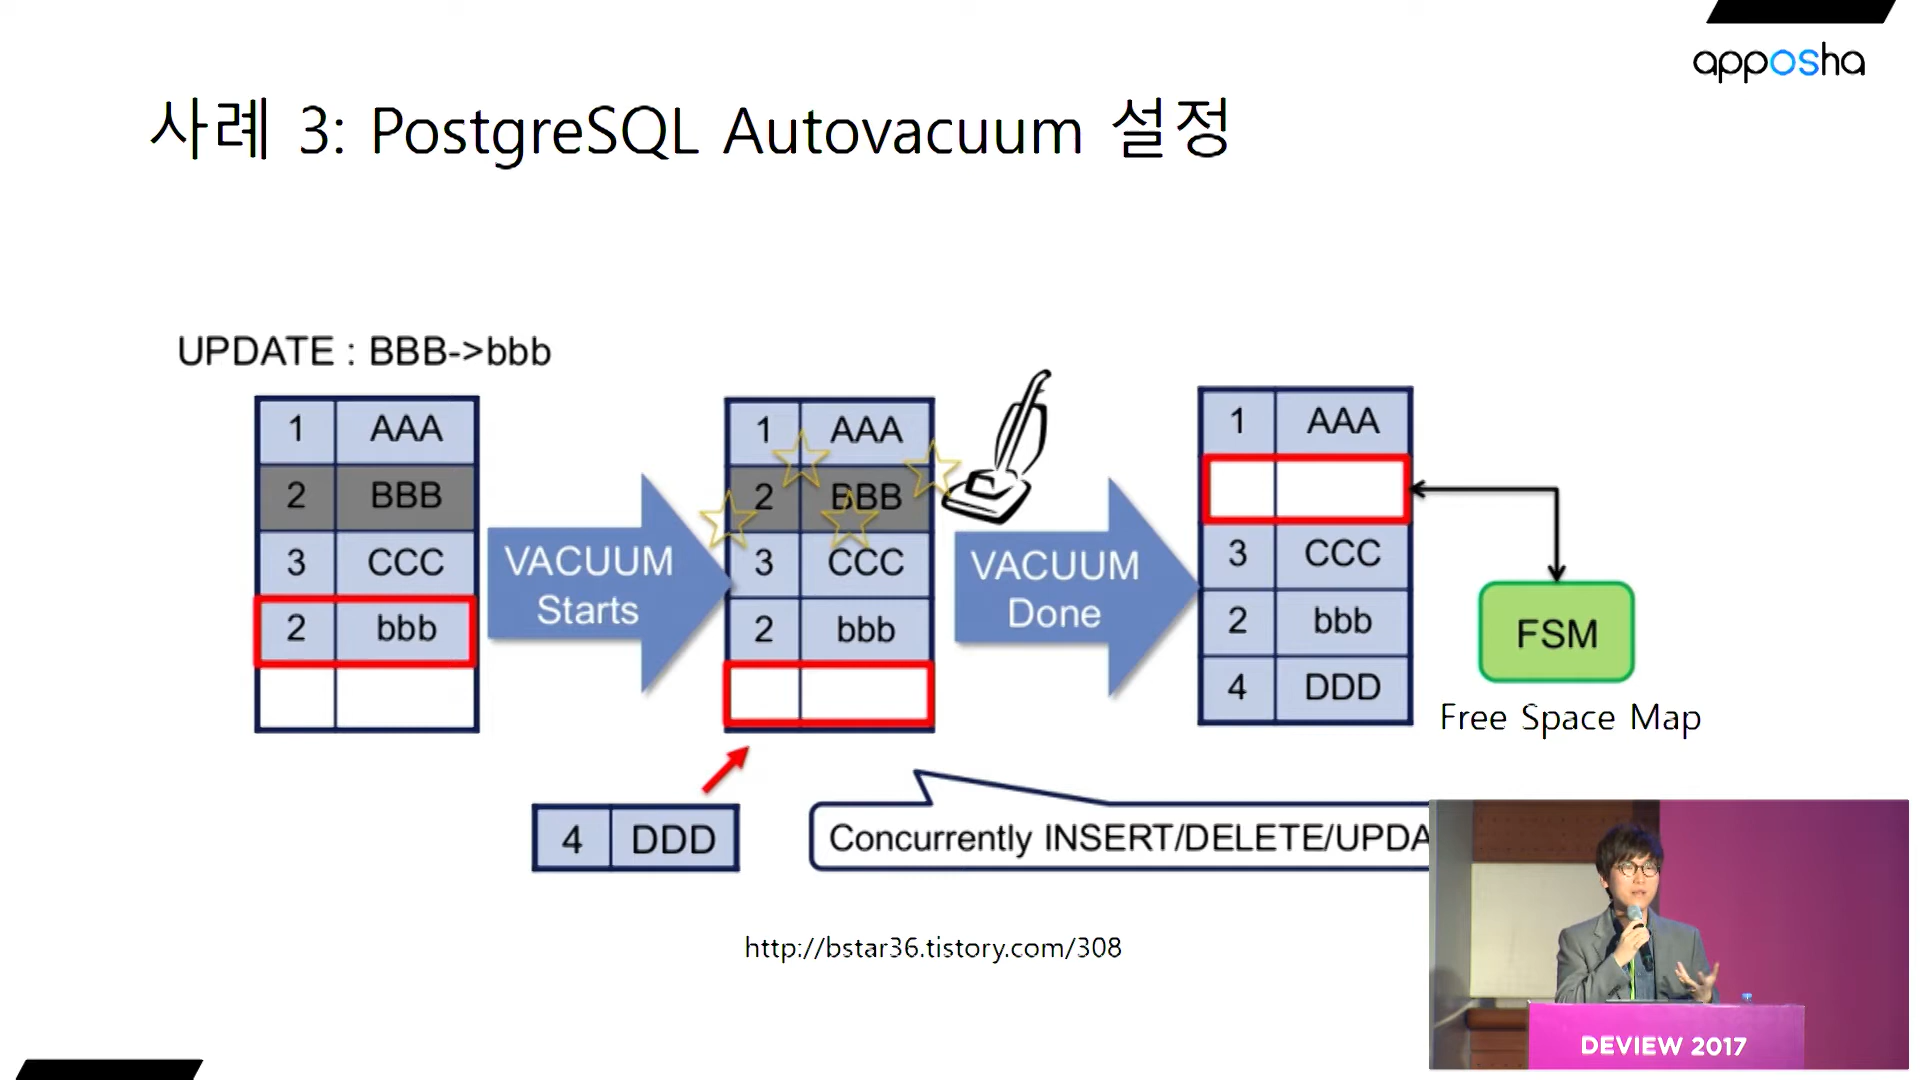 apposha
사례 3: PostgreSQL Autovacuum 설정
UPDATE : BBB->bbb
1 AAA
2 BBB
3 CCC
2 bbb
VACUUM
Starts
1 AAA
2 BBB
3 CCC
2 bbb
4 DDD
VACUUM
Done
1 AAA
3 CCC
2 bbb
4 DDD
FSM
Free Space Map
Concurrently INSERT/DELETE/UPDA
http://bstar36.tistory.com/308
DEVIEW 2017